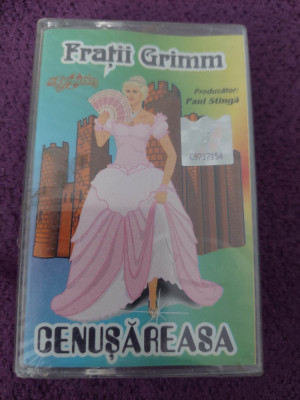 Frații Grimm
Producător:
Paul Stîngă
CENUȘĂREASA